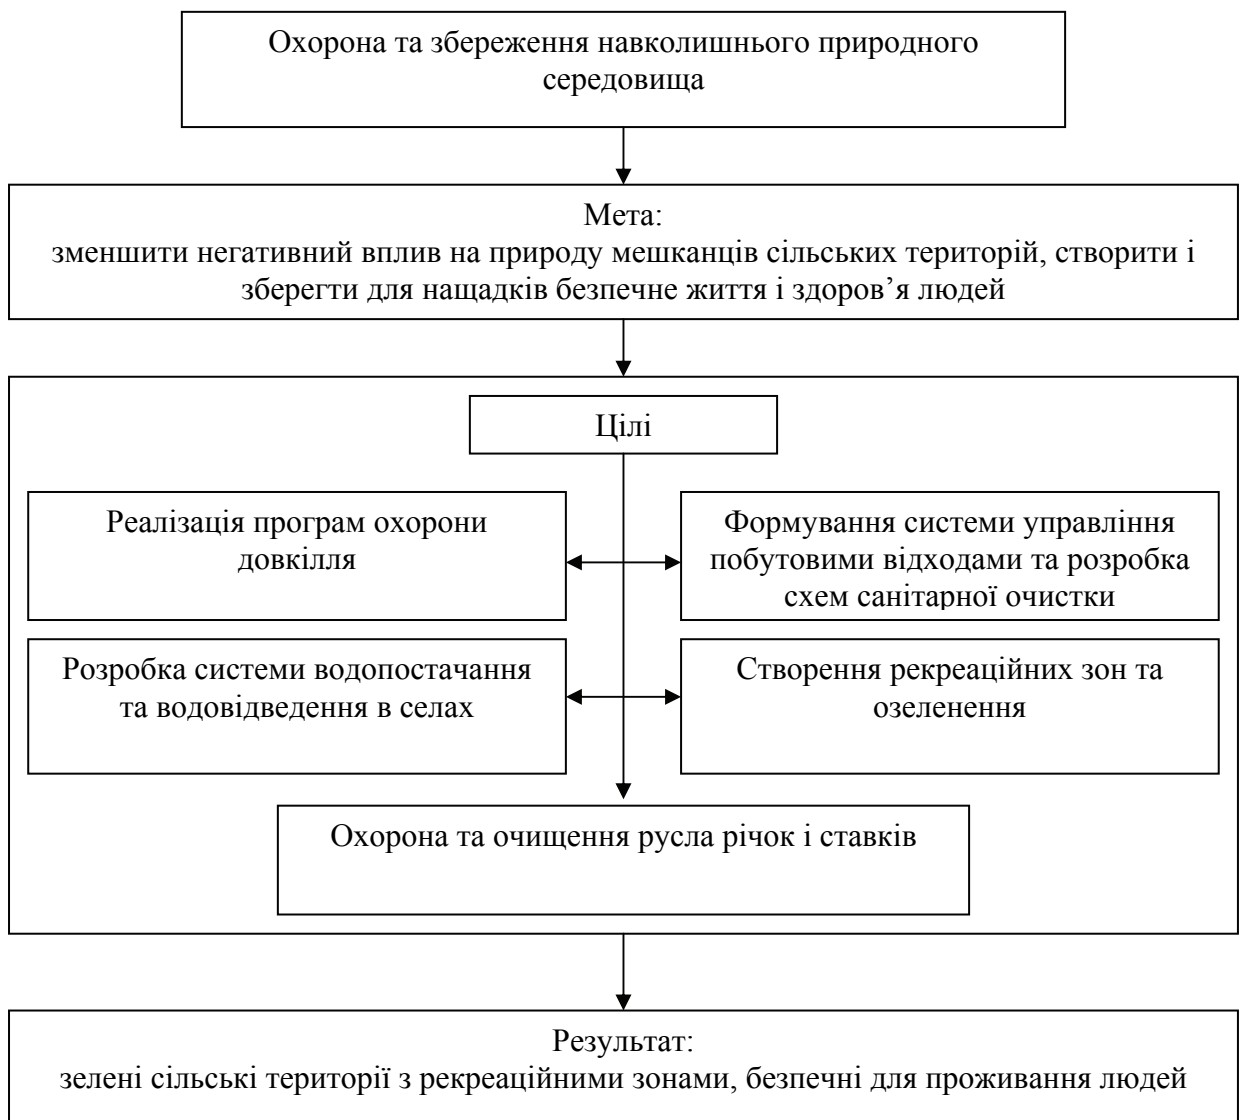 Охорона та збереження навколишнього природного
середовища
Мета:
зменшити негативний вплив на природу мешканців сільських територій, створити і
зберегти для нащадків безпечне життя і здоров’я людей
Цілі
Реалізація програм охорони
довкілля
Формування системи управління
побутовими відходами та розробка
схем санітарної очистки
Розробка системи водопостачання
та водовідведення в селах
Створення рекреаційних зон та
озеленення
Охорона та очищення русла річок і ставків
Результат:
зелені сільські території з рекреаційними зонами, безпечні для проживання людей